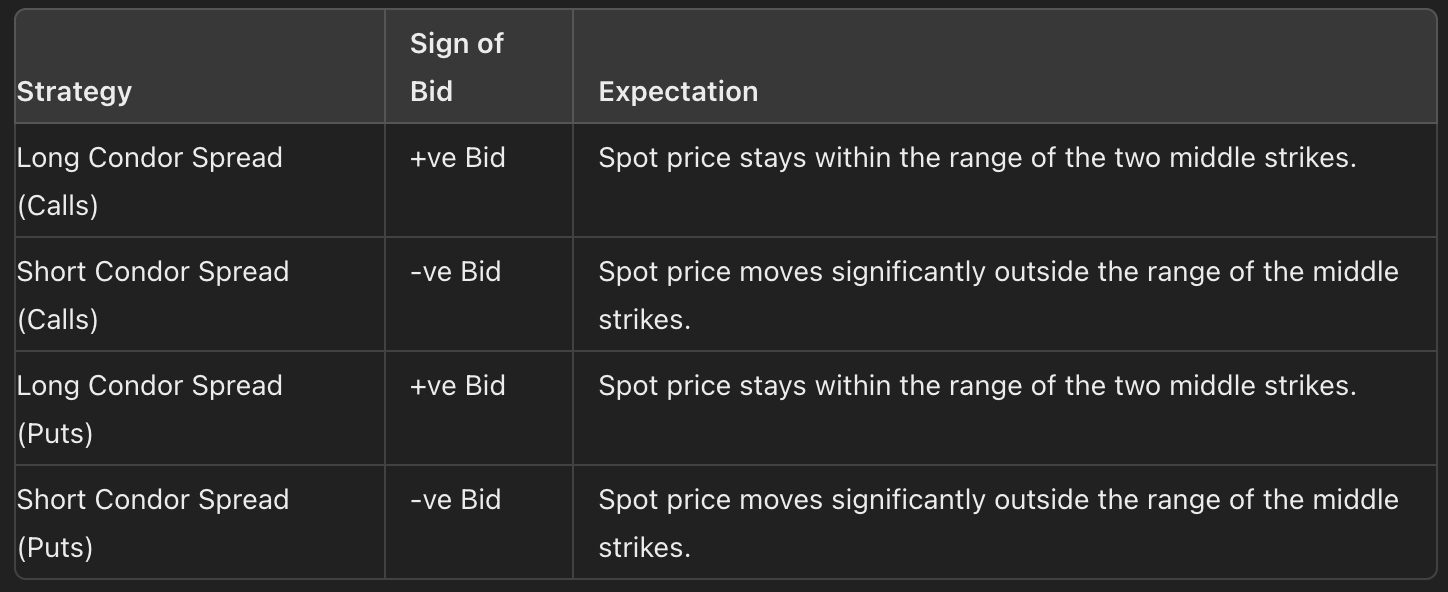 Strategy
Sign of
Bid
Expectation
Long Condor Spread
(Calls)
+ve Bid
Spot price stays within the range of the two middle strikes.
Short Condor Spread
(Calls)
-ve Bid
Spot price moves significantly outside the range of the middle
strikes.
Long Condor Spread
(Puts)
+ve Bid
Spot price stays within the range of the two middle strikes.
Short Condor Spread
(Puts)
-ve Bid
Spot price moves significantly outside the range of the middle
strikes.